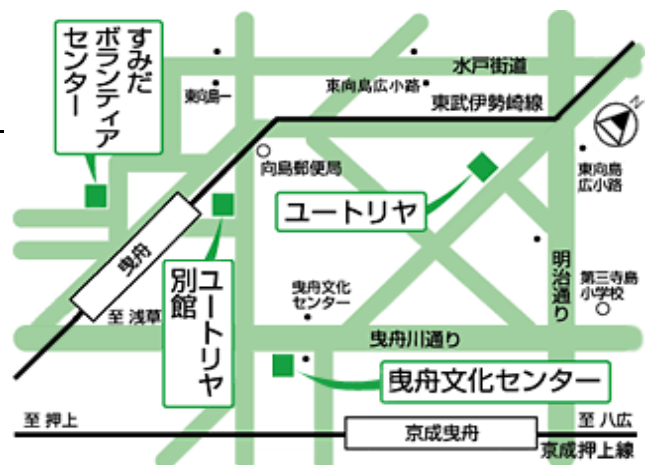 すみだ
ボランティア
センター
水戸街道
東向島一
東向島広小路
東武伊勢崎線
N
向島郵便局
東向島
広小路
ユートリヤ
曳舟
ユートリヤ
別館
至 浅草
曳舟文化
センター
明治通り
第三寺島
小学校
曳舟川通り
曳舟文化センター
至 押上
京成曳舟
至 八広
京成押上線